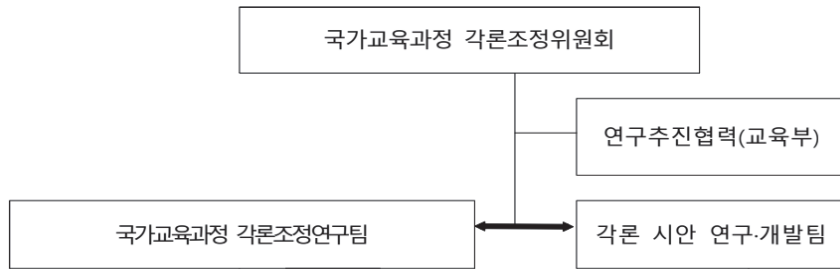 국가교육과정 각론조정위원회
연구추진협력(교육부)
국가교육과정 각론조정연구팀
각론 시안 연구·개발팀